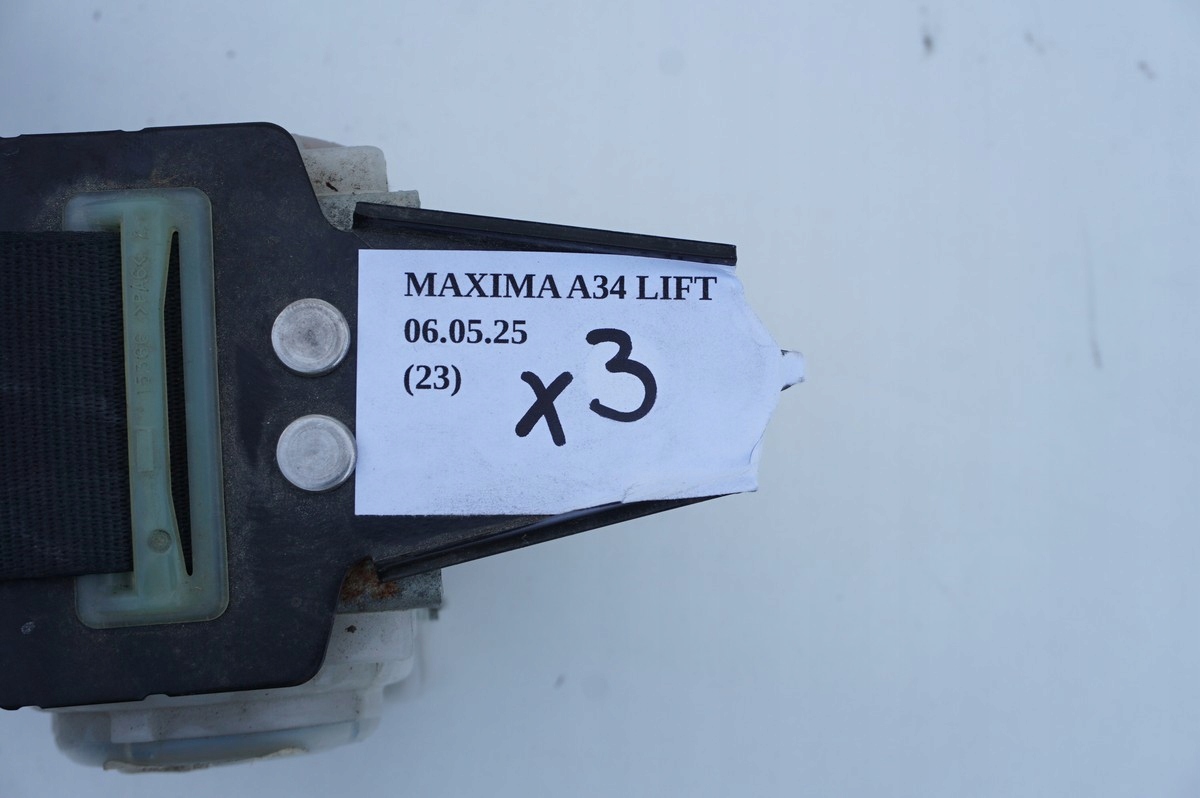 MAXIMA A34 LIFT
06.05.25
(23)
x3